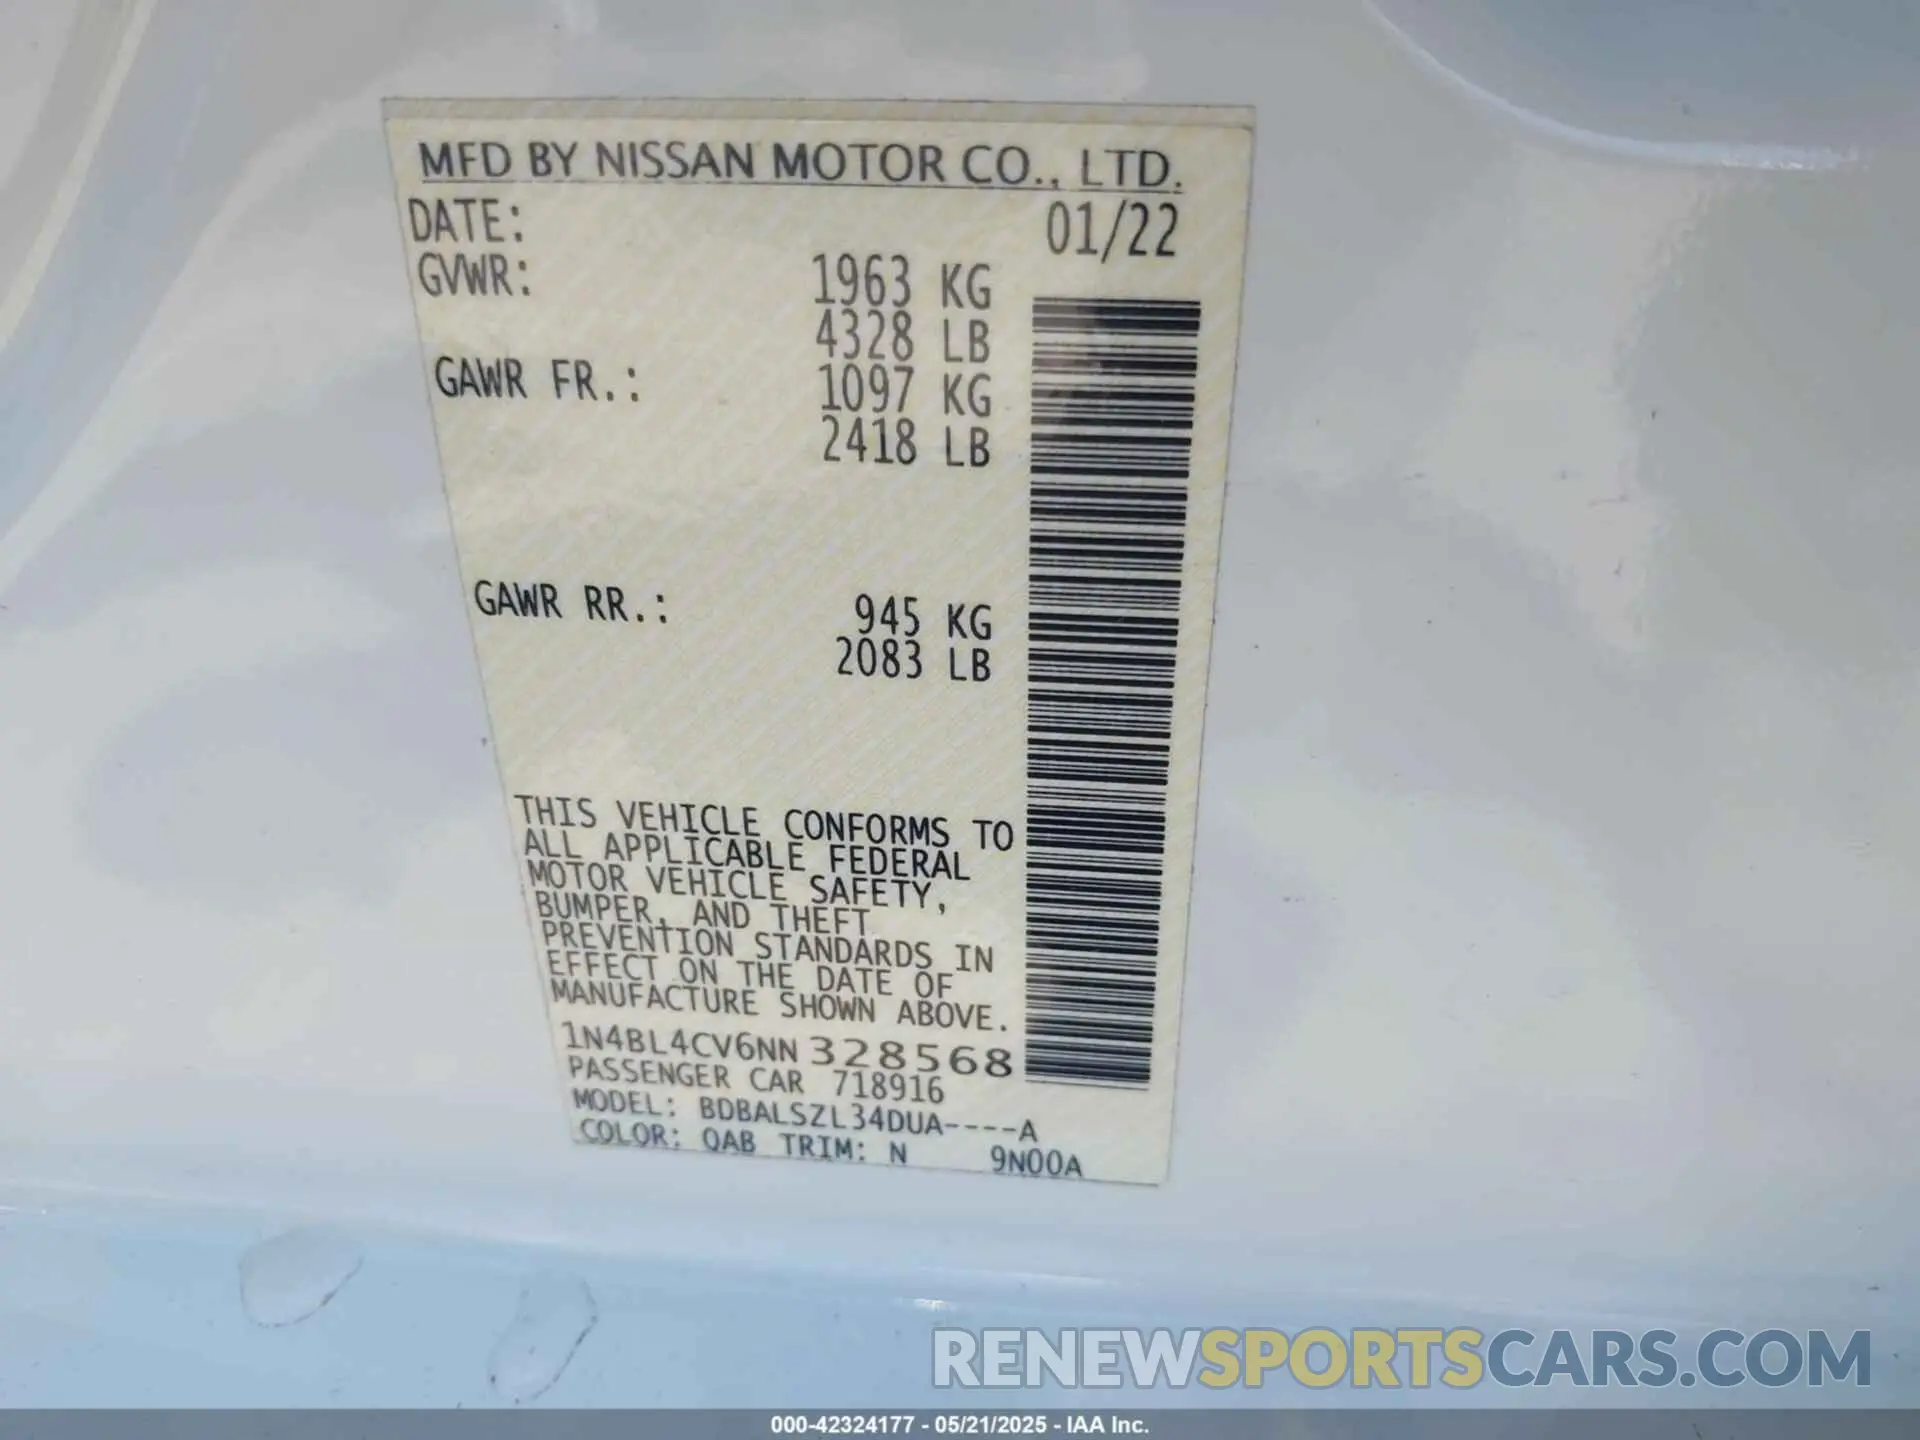 MFD BY NISSAN MOTOR CO., LTD.
DATE: 01/22
GVWR: 1963 KG
4328 LB
GAWR FR.: 1097 KG
2418 LB
GAWR RR.: 945 KG
2083 LB
THIS VEHICLE CONFORMS TO
ALL APPLICABLE FEDERAL
MOTOR VEHICLE SAFETY,
BUMPER, AND THEFT
PREVENTION STANDARDS IN
EFFECT ON THE DATE OF
MANUFACTURE SHOWN ABOVE.
1N4BL4CV6NN328568
PASSENGER CAR 718916
MODEL: BDBALSZL34DUA----A
COLOR: QAB TRIM: N 9N00A
RENEWSPORTSCARS.COM
000-42324177 - 05/21/2025 - IAA Inc.